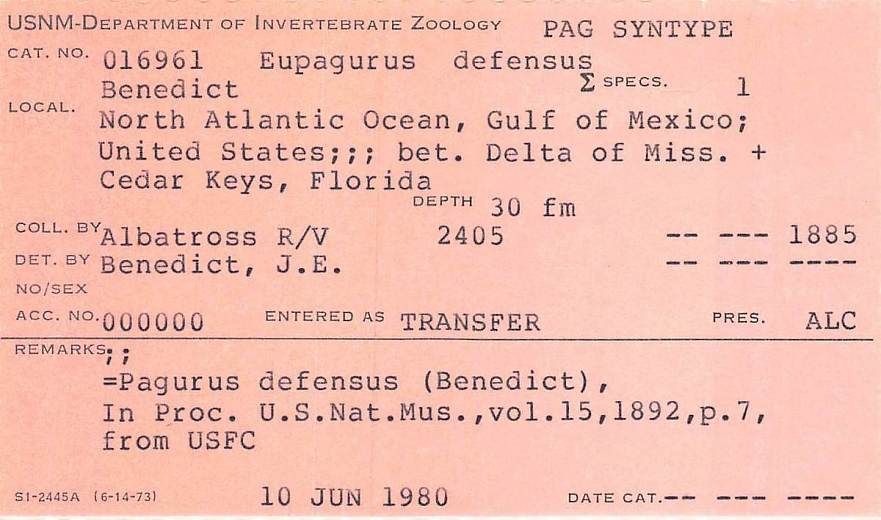 USNM-Department of Invertebrate Zoology PAG SYNTYPE
CAT. NO. 016961 Eupagurus defensus
Benedict Σ SPECS. 1
LOCAL. North Atlantic Ocean, Gulf of Mexico;
United States;;; bet. Delta of Miss. +
Cedar Keys, Florida
DEPTH 30 fm
COLL. BY Albatross R/V 2405 -- --- 1885
DET. BY Benedict, J.E. -- --- ----
NO/SEX
ACC. NO. 000000 ENTERED AS TRANSFER PRES. ALC
REMARKS ;;
=Pagurus defensus (Benedict),
In Proc. U.S.Nat.Mus.,vol.15,1892,p.7,
from USFC
SI-2445A (6-14-73) 10 JUN 1980 DATE CAT. -- --- ----